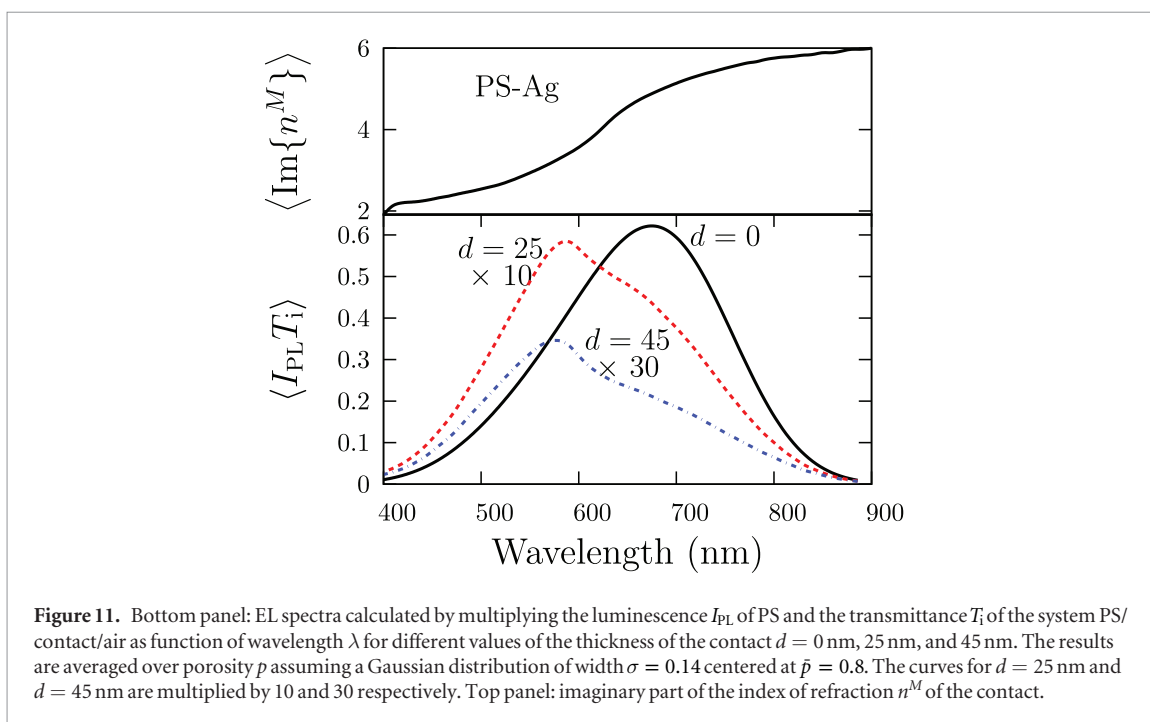 6
4
2
⟨Im{n^M}⟩
PS-Ag
0.6
0.5
0.4
0.3
0.2
0.1
0
⟨I_PL T_i⟩
d = 25
× 10
d = 0
d = 45
× 30
400 500 600 700 800 900
Wavelength (nm)
Figure 11. Bottom panel: EL spectra calculated by multiplying the luminescence I_PL of PS and the transmittance T_i of the system PS/
contact/air as function of wavelength λ for different values of the thickness of the contact d = 0 nm, 25 nm, and 45 nm. The results
are averaged over porosity p assuming a Gaussian distribution of width σ = 0.14 centered at p̄ = 0.8. The curves for d = 25 nm and
d = 45 nm are multiplied by 10 and 30 respectively. Top panel: imaginary part of the index of refraction n^M of the contact.